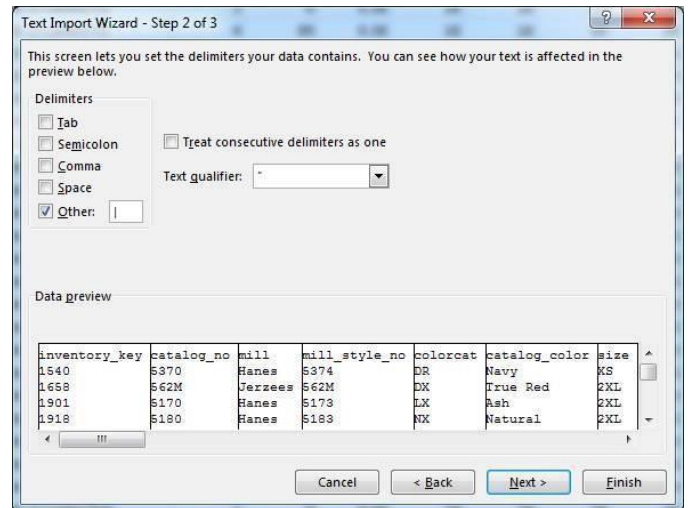 Text Import Wizard - Step 2 of 3
This screen lets you set the delimiters your data contains. You can see how your text is affected in the
preview below.
Delimiters
Tab
Semicolon
Comma
Space
Other: |
Treat consecutive delimiters as one
Text qualifier: "
Data preview
inventory_key catalog_no mill mill_style_no colorcat catalog_color size
1540 5370 Hanes 5374 DR Navy XS
1658 562M Jerzees 562M DX True Red 2XL
1901 5170 Hanes 5173 LX Ash 2XL
1918 5180 Hanes 5183 NX Natural 2XL
Cancel < Back Next > Finish